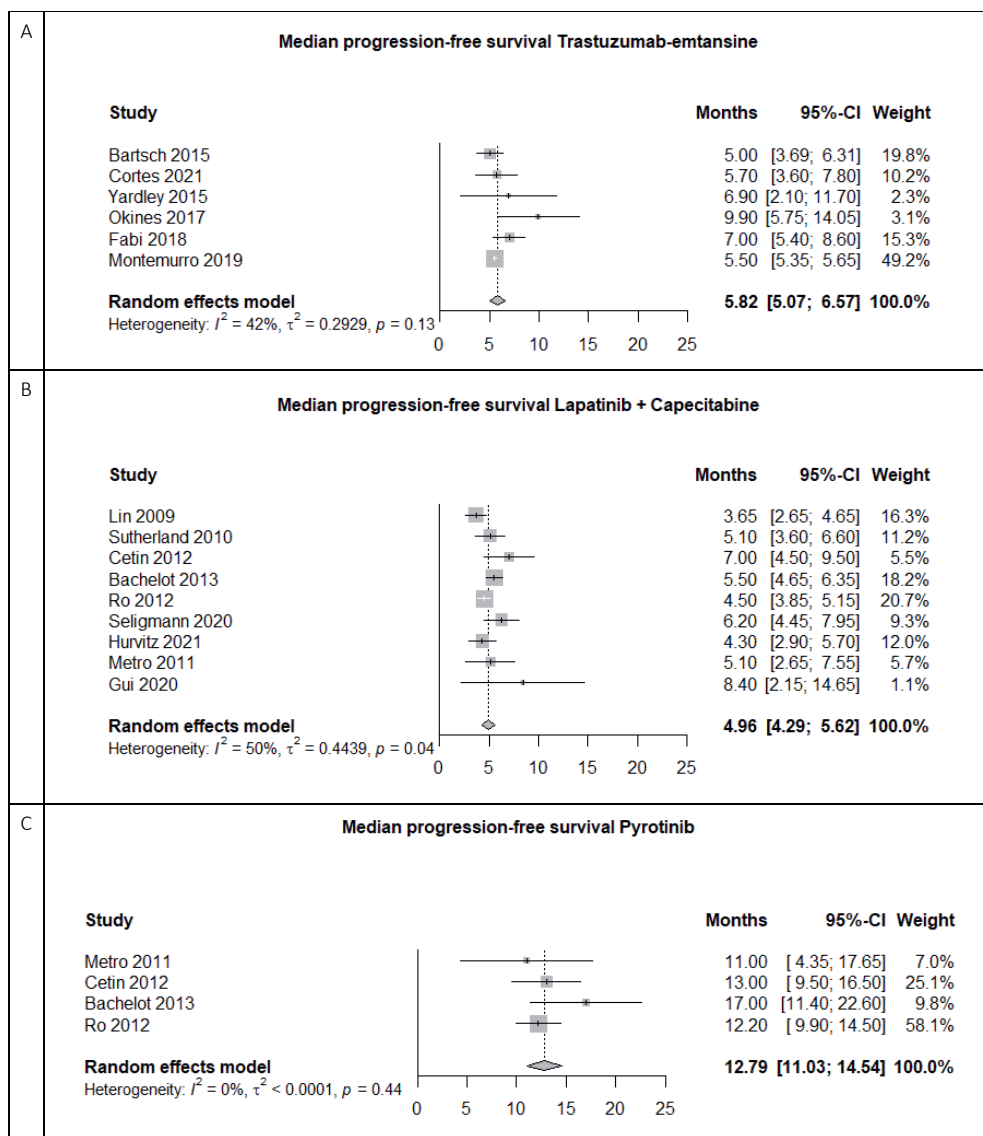 A
Median progression-free survival Trastuzumab-emtansine
Study Months 95%-CI Weight
Bartsch 2015 5.00 [3.69; 6.31] 19.8%
Cortes 2021 5.70 [3.60; 7.80] 10.2%
Yardley 2015 6.90 [2.10; 11.70] 2.3%
Okines 2017 9.90 [5.75; 14.05] 3.1%
Fabi 2018 7.00 [5.40; 8.60] 15.3%
Montemurro 2019 5.50 [5.35; 5.65] 49.2%
Random effects model 5.82 [5.07; 6.57] 100.0%
Heterogeneity: I² = 42%, τ² = 0.2929, p = 0.13
0 5 10 15 20 25
B
Median progression-free survival Lapatinib + Capecitabine
Study Months 95%-CI Weight
Lin 2009 3.65 [2.65; 4.65] 16.3%
Sutherland 2010 5.10 [3.60; 6.60] 11.2%
Cetin 2012 7.00 [4.50; 9.50] 5.5%
Bachelot 2013 5.50 [4.65; 6.35] 18.2%
Ro 2012 4.50 [3.85; 5.15] 20.7%
Seligmann 2020 6.20 [4.45; 7.95] 9.3%
Hurvitz 2021 4.30 [2.90; 5.70] 12.0%
Metro 2011 5.10 [2.65; 7.55] 5.7%
Gui 2020 8.40 [2.15; 14.65] 1.1%
Random effects model 4.96 [4.29; 5.62] 100.0%
Heterogeneity: I² = 50%, τ² = 0.4439, p = 0.04
0 5 10 15 20 25
C
Median progression-free survival Pyrotinib
Study Months 95%-CI Weight
Metro 2011 11.00 [ 4.35; 17.65] 7.0%
Cetin 2012 13.00 [ 9.50; 16.50] 25.1%
Bachelot 2013 17.00 [11.40; 22.60] 9.8%
Ro 2012 12.20 [ 9.90; 14.50] 58.1%
Random effects model 12.79 [11.03; 14.54] 100.0%
Heterogeneity: I² = 0%, τ² < 0.0001, p = 0.44
0 5 10 15 20 25